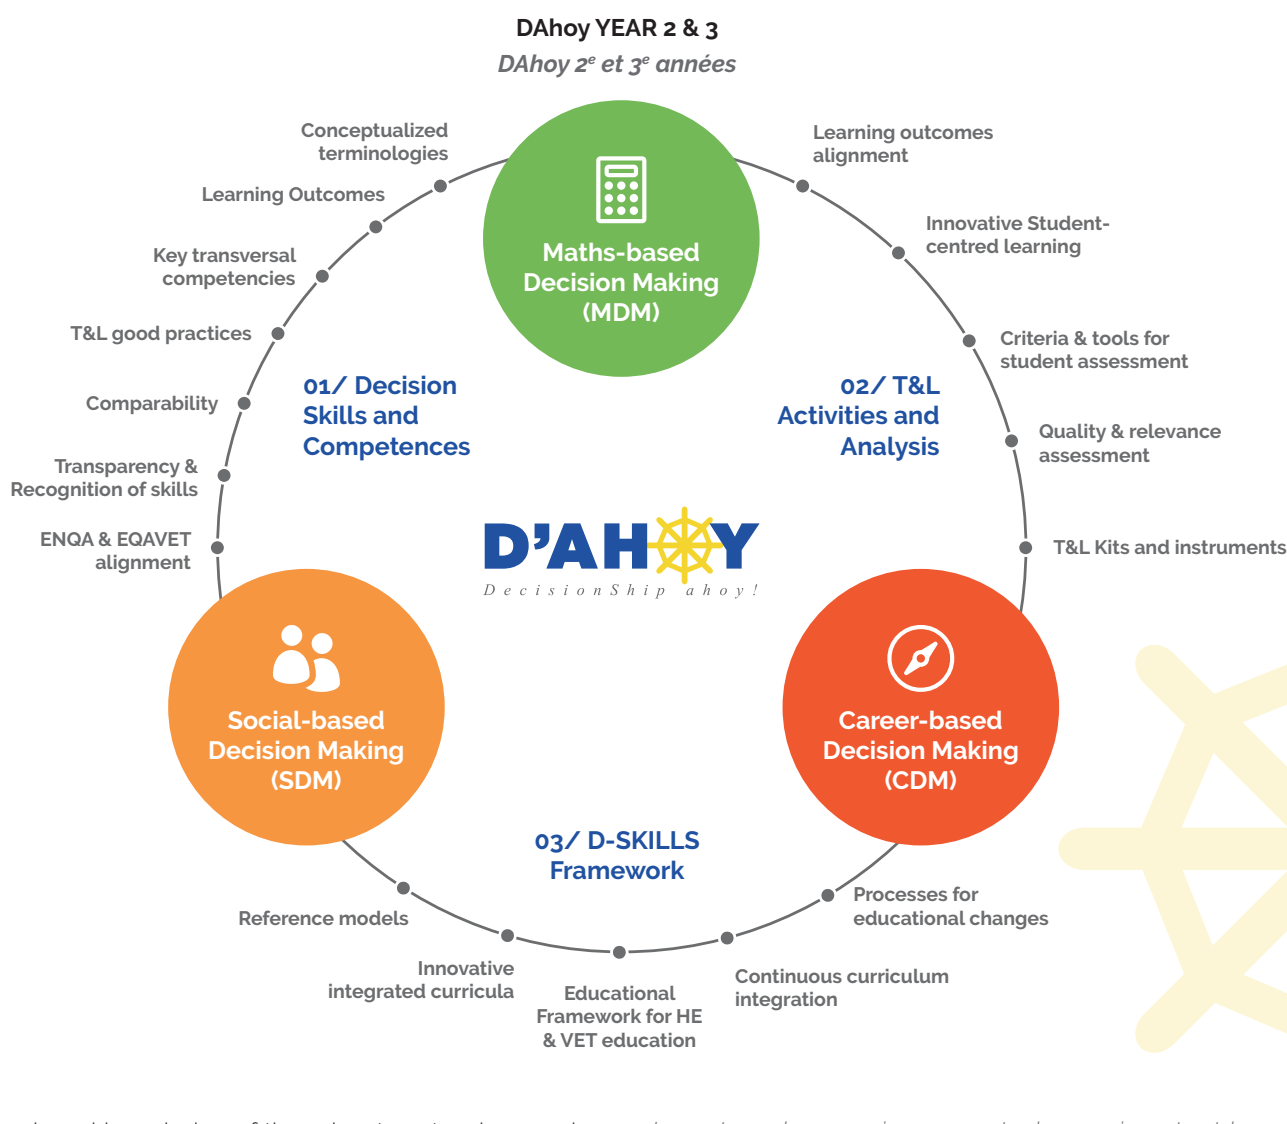 DAhoy YEAR 2 & 3
DAhoy 2e et 3e années
Conceptualized
terminologies
Learning Outcomes
Key transversal
competencies
T&L good practices
Comparability
Transparency &
Recognition of skills
ENQA & EQAVET
alignment
Maths-based
Decision Making
(MDM)
Learning outcomes
alignment
Innovative Student-
centred learning
Criteria & tools for
student assessment
Quality & relevance
assessment
T&L Kits and instruments
01/ Decision
Skills and
Competences
02/ T&L
Activities and
Analysis
D'AHOY
DecisionShip ahoy!
Social-based
Decision Making
(SDM)
Career-based
Decision Making
(CDM)
03/ D-SKILLS
Framework
Reference models
Innovative
integrated curricula
Educational
Framework for HE
& VET education
Continuous curriculum
integration
Processes for
educational changes